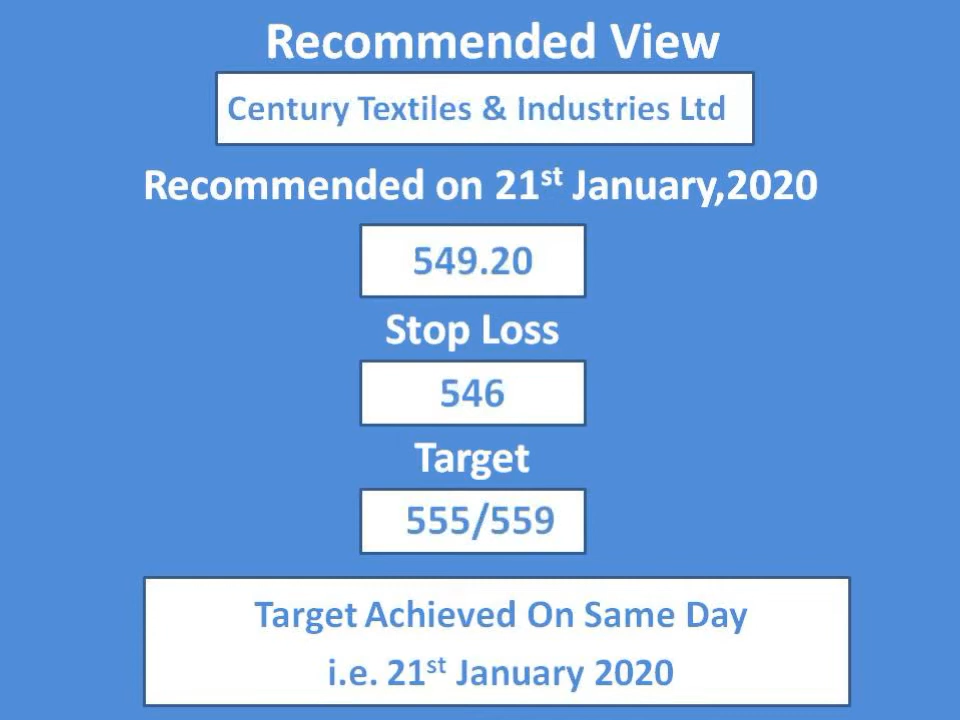 Recommended View
Century Textiles & Industries Ltd
Recommended on 21st January,2020
549.20
Stop Loss
546
Target
555/559
Target Achieved On Same Day
i.e. 21st January 2020